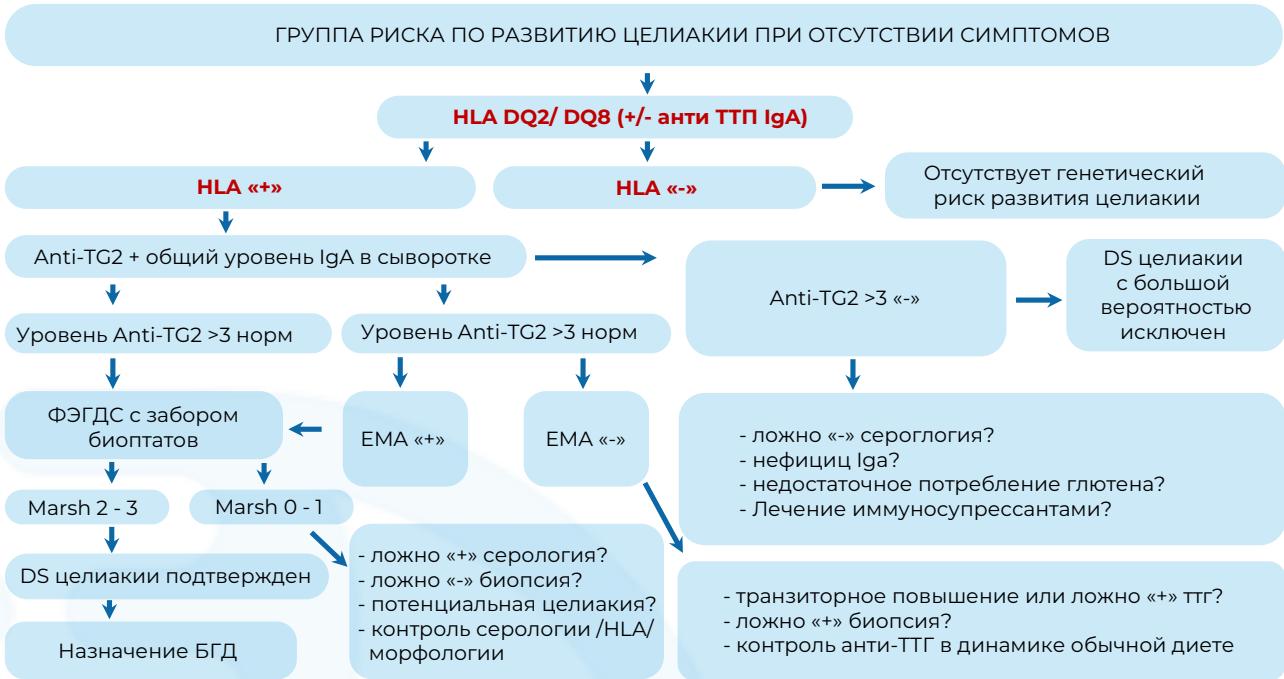 ГРУППА РИСКА ПО РАЗВИТИЮ ЦЕЛИАКИИ ПРИ ОТСУТСТВИИ СИМПТОМОВ
HLA DQ2/ DQ8 (+/- анти ТТП IgA)
HLA «+»
HLA «-»
Отсутствует генетический
риск развития целиакии
Anti-TG2 + общий уровень IgA в сыворотке
Anti-TG2 >3 «-»
DS целиакии
с большой
вероятностью
исключен
Уровень Anti-TG2 >3 норм
Уровень Anti-TG2 >3 норм
ФЭГДС с забором
биоптатов
EMA «+»
EMA «-»
- ложно «-» сероглогия?
- нефициц Iga?
- недостаточное потребление глютена?
- Лечение иммуносупрессантами?
Marsh 2 - 3
Marsh 0 - 1
DS целиакии подтвержден
Назначение БГД
- ложно «+» серология?
- ложно «-» биопсия?
- потенциальная целиакия?
- контроль серологии /HLA/
морфологии
- транзиторное повышение или ложно «+» ттг?
- ложно «+» биопсия?
- контроль анти-ТТГ в динамике обычной диете